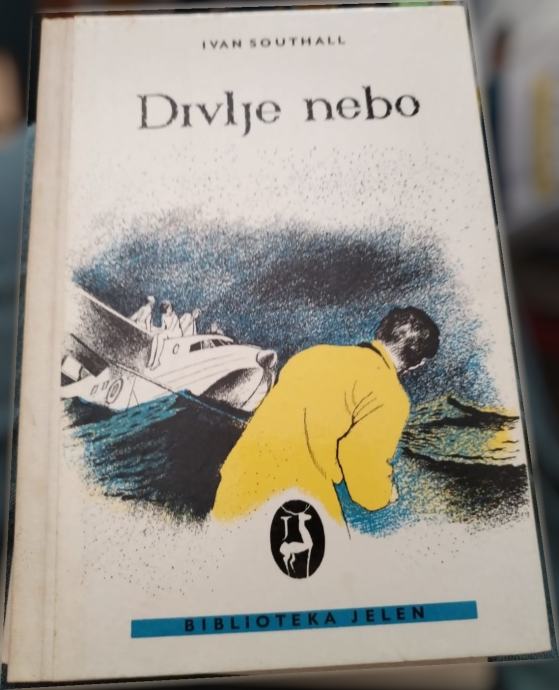 IVAN SOUTHALL
Divlje nebo
BIBLIOTEKA JELEN